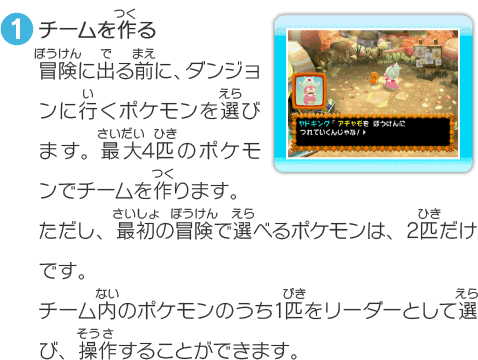 1 チームを作る
冒険に出る前に、ダンジョ
ンに行くポケモンを選び
ます。最大4匹のポケモ
ンでチームを作ります。
ヤドキング「アチャモを ぼうけんに
つれていくんじゃな!
ただし、最初の冒険で選べるポケモンは、2匹だけ
です。
チーム内のポケモンのうち1匹をリーダーとして選
び、操作することができます。